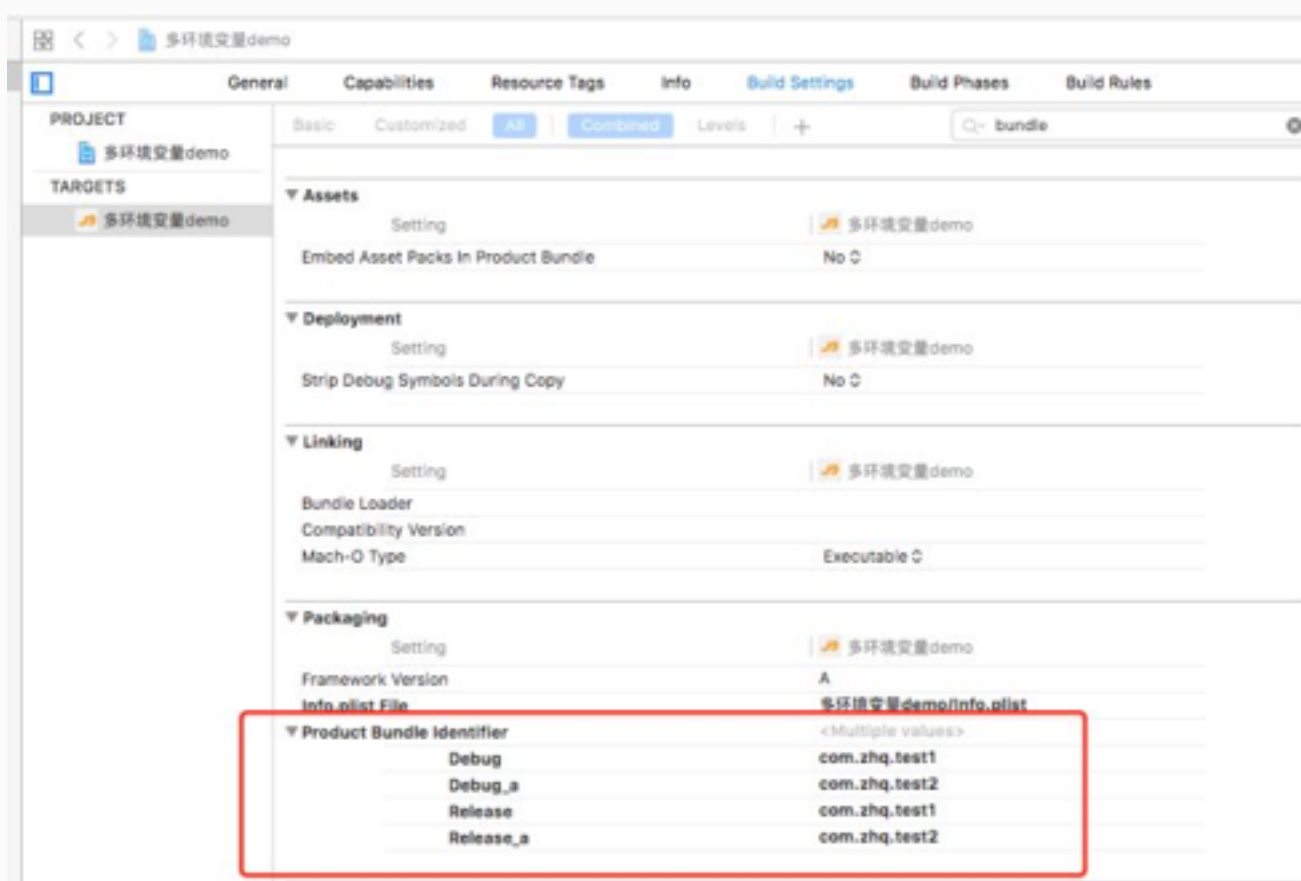 多环境变量demo
General Capabilities Resource Tags Info Build Settings Build Phases Build Rules
PROJECT
多环境变量demo
TARGETS
多环境变量demo
Basic Customized All Combined Levels + bundle
Assets
Setting 多环境变量demo
Embed Asset Packs In Product Bundle No
Deployment
Setting 多环境变量demo
Strip Debug Symbols During Copy No
Linking
Setting 多环境变量demo
Bundle Loader
Compatibility Version
Mach-O Type Executable
Packaging
Setting 多环境变量demo
Framework Version A
Info.plist File 多环境变量demo/Info.plist
Product Bundle Identifier <Multiple values>
Debug com.zhq.test1
Debug_a com.zhq.test2
Release com.zhq.test1
Release_a com.zhq.test2